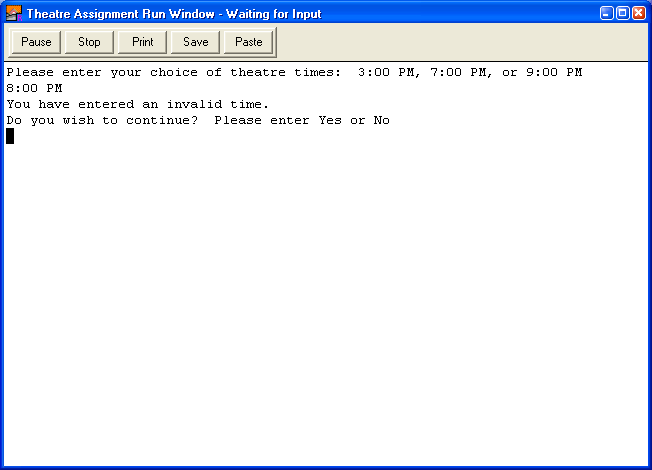 Theatre Assignment Run Window - Waiting for Input
Pause Stop Print Save Paste
Please enter your choice of theatre times:  3:00 PM, 7:00 PM, or 9:00 PM
8:00 PM
You have entered an invalid time.
Do you wish to continue?  Please enter Yes or No